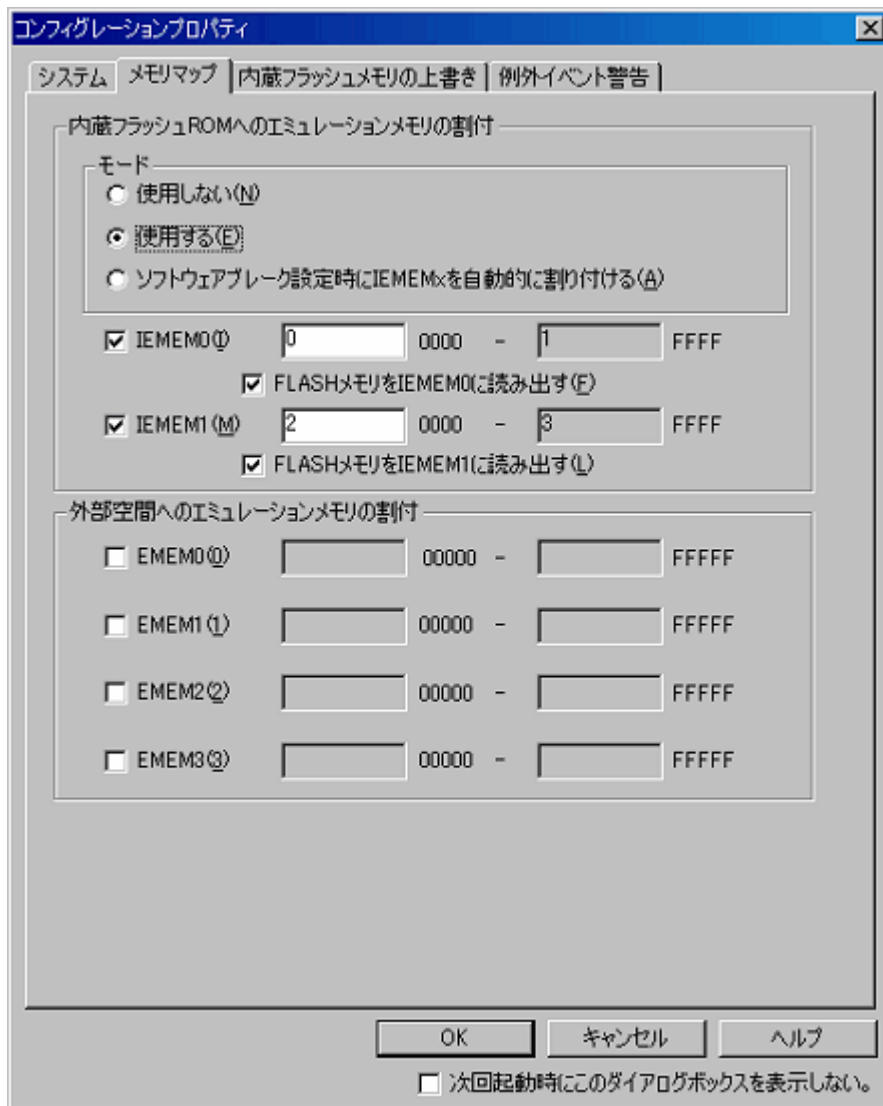 コンフィグレーションプロパティ
システム メモリマップ 内蔵フラッシュメモリの上書き 例外イベント警告
内蔵フラッシュROMへのエミュレーションメモリの割付
モード
使用しない(N)
使用する(E)
ソフトウェアブレーク設定時にIEMEMxを自動的に割り付ける(A)
IEMEM0(I) 0 0000 - 1 FFFF
FLASHメモリをIEMEM0に読み出す(F)
IEMEM1(M) 2 0000 - 3 FFFF
FLASHメモリをIEMEM1に読み出す(L)
外部空間へのエミュレーションメモリの割付
EMEM0(0) 00000 - FFFFF
EMEM1(1) 00000 - FFFFF
EMEM2(2) 00000 - FFFFF
EMEM3(3) 00000 - FFFFF
OK キャンセル ヘルプ
次回起動時にこのダイアログボックスを表示しない。